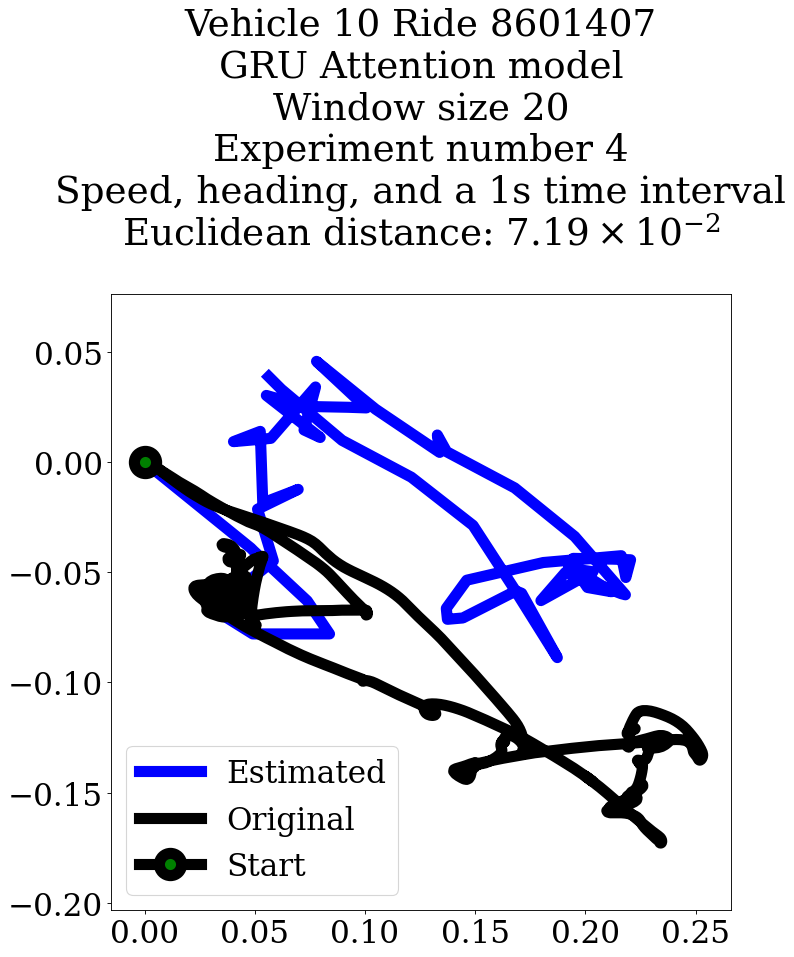 Vehicle 10 Ride 8601407
GRU Attention model
Window size 20
Experiment number 4
Speed, heading, and a 1s time interval
Euclidean distance: 7.19 × 10⁻²
0.05
0.00
−0.05
−0.10
−0.15
−0.20
Estimated
Original
Start
0.00 0.05 0.10 0.15 0.20 0.25